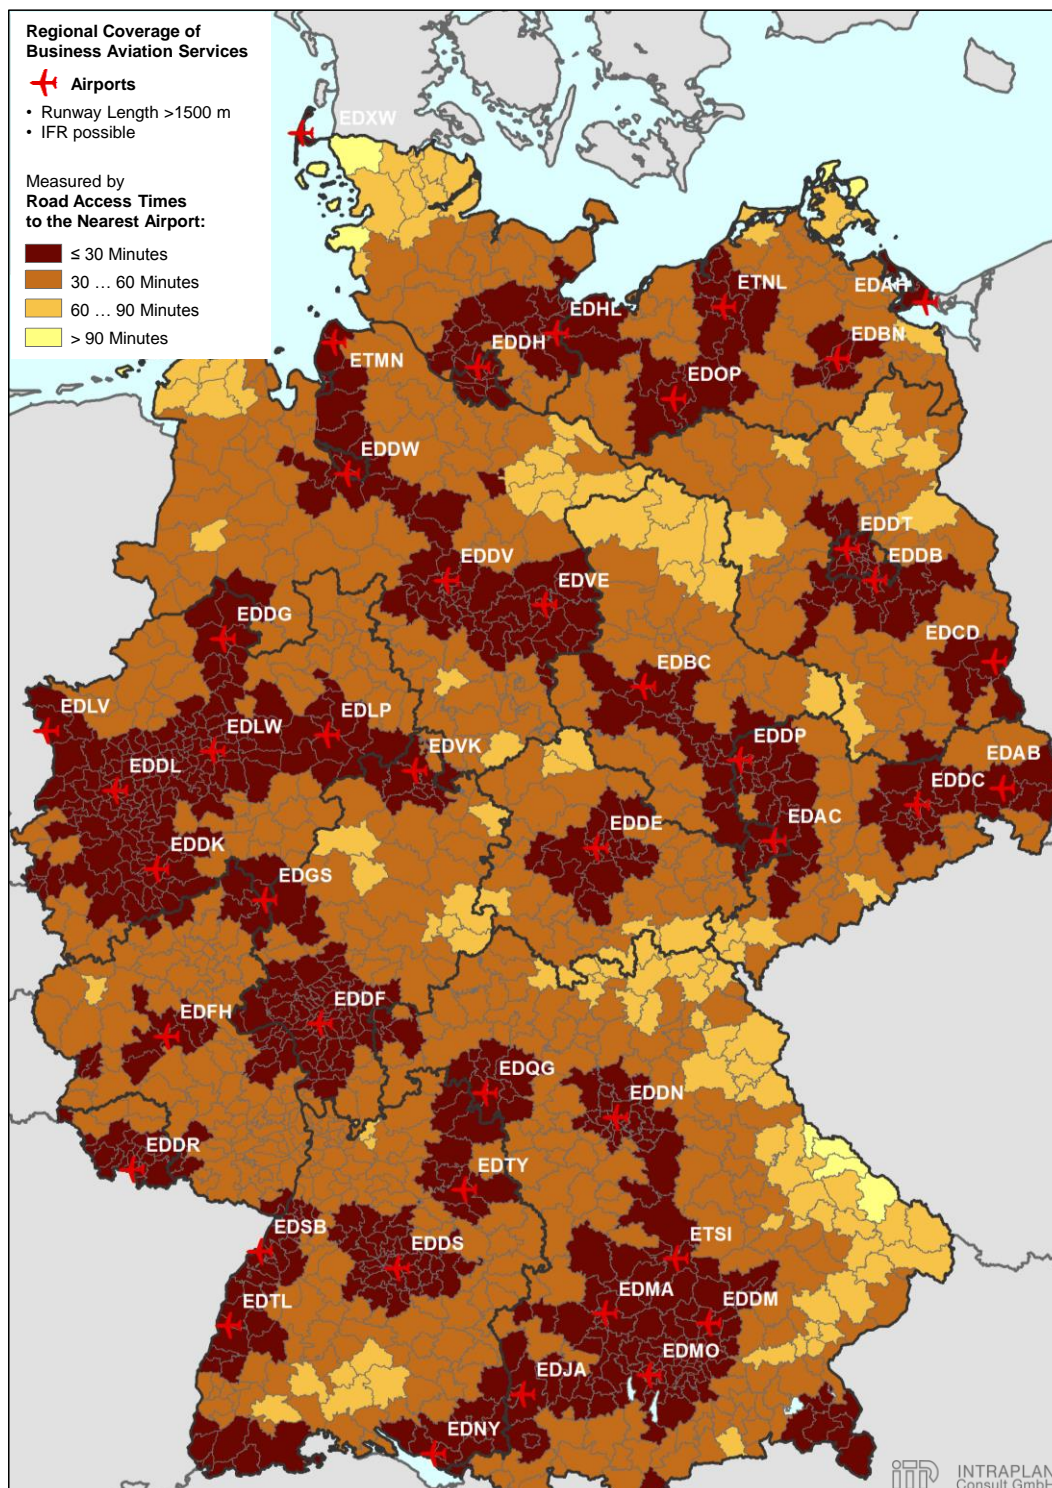 Regional Coverage of
Business Aviation Services
Airports
• Runway Length >1500 m
• IFR possible
Measured by
Road Access Times
to the Nearest Airport:
≤ 30 Minutes
30 … 60 Minutes
60 … 90 Minutes
> 90 Minutes
EDXW
ETNL
EDAH
EDHL
EDBN
EDDH
ETMN
EDOP
EDDW
EDDT
EDDV
EDDB
EDVE
EDDG
EDCD
EDBC
EDLV
EDLW
EDLP
EDDP
EDVK
EDAB
EDDL
EDDC
EDDE
EDAC
EDDK
EDGS
EDDF
EDFH
EDQG
EDDN
EDDR
EDTY
EDSB
ETSI
EDDS
EDTL
EDMA
EDDM
EDJA
EDMO
EDNY
ITP INTRAPLAN
Consult GmbH